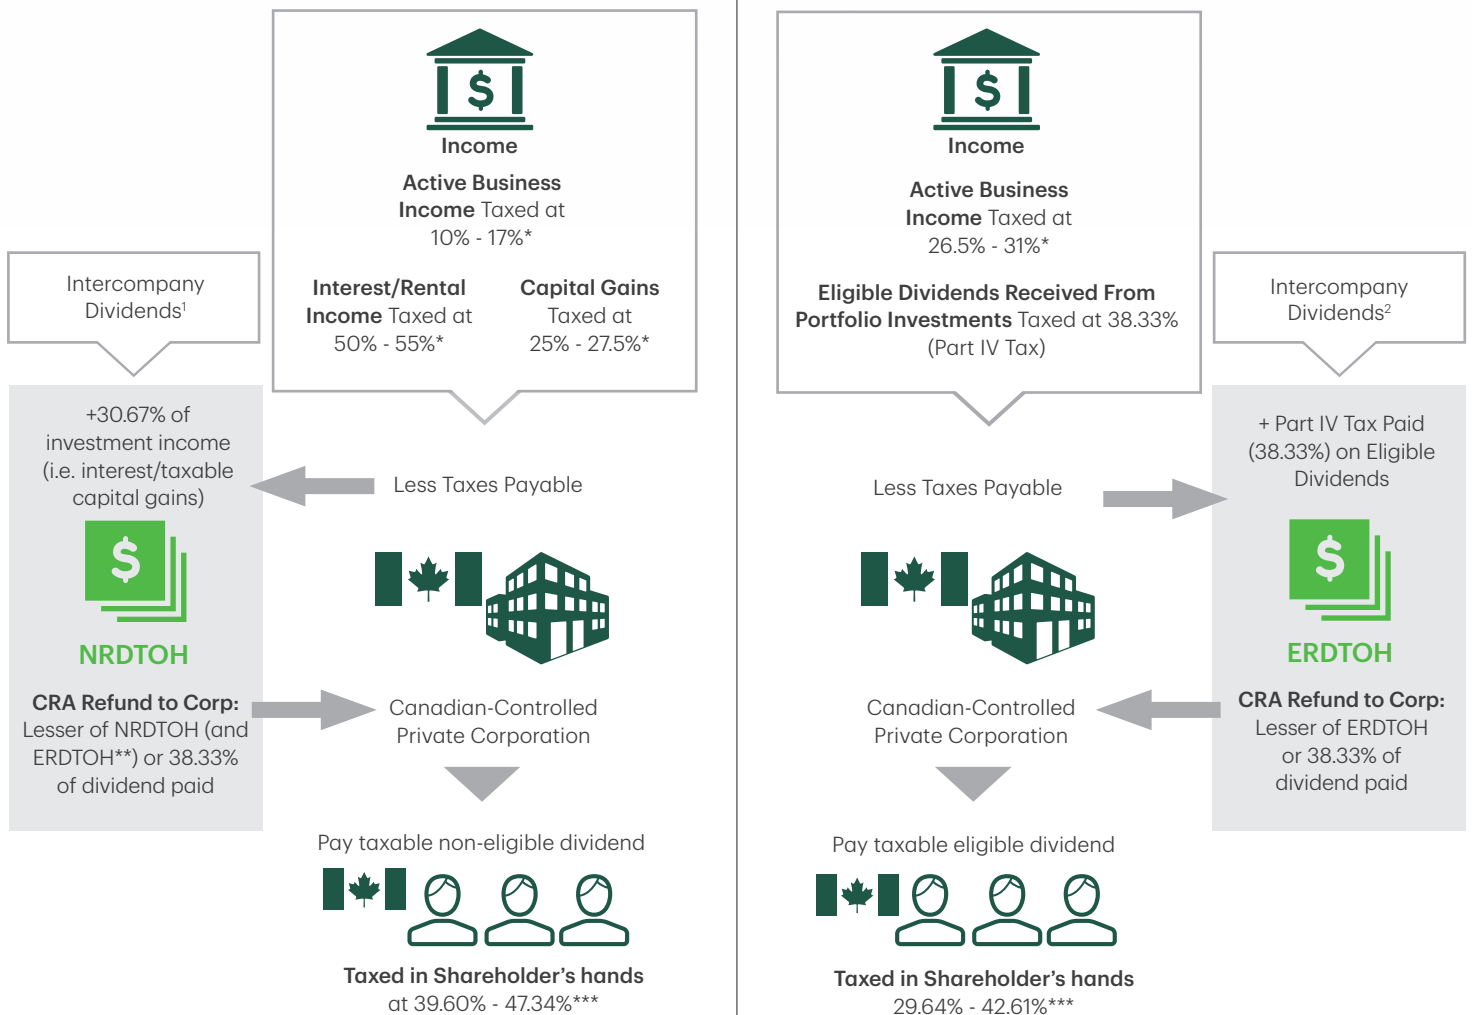 Income
Active Business
Income Taxed at
10% - 17%*
Interest/Rental
Income Taxed at
50% - 55%*
Capital Gains
Taxed at
25% - 27.5%*
Intercompany
Dividends¹
+30.67% of
investment income
(i.e. interest/taxable
capital gains)
$
NRDTOH
CRA Refund to Corp:
Lesser of NRDTOH (and
ERDTOH**) or 38.33%
of dividend paid
$
Less Taxes Payable
Canadian-Controlled
Private Corporation
Pay taxable non-eligible dividend
Taxed in Shareholder's hands
at 39.60% - 47.34%***
$
Income
Active Business
Income Taxed at
26.5% - 31%*
Eligible Dividends Received From
Portfolio Investments Taxed at 38.33%
(Part IV Tax)
Less Taxes Payable
Canadian-Controlled
Private Corporation
Pay taxable eligible dividend
Taxed in Shareholder's hands
29.64% - 42.61%***
Intercompany
Dividends²
+ Part IV Tax Paid
(38.33%) on Eligible
Dividends
$
ERDTOH
CRA Refund to Corp:
Lesser of ERDTOH
or 38.33% of
dividend paid